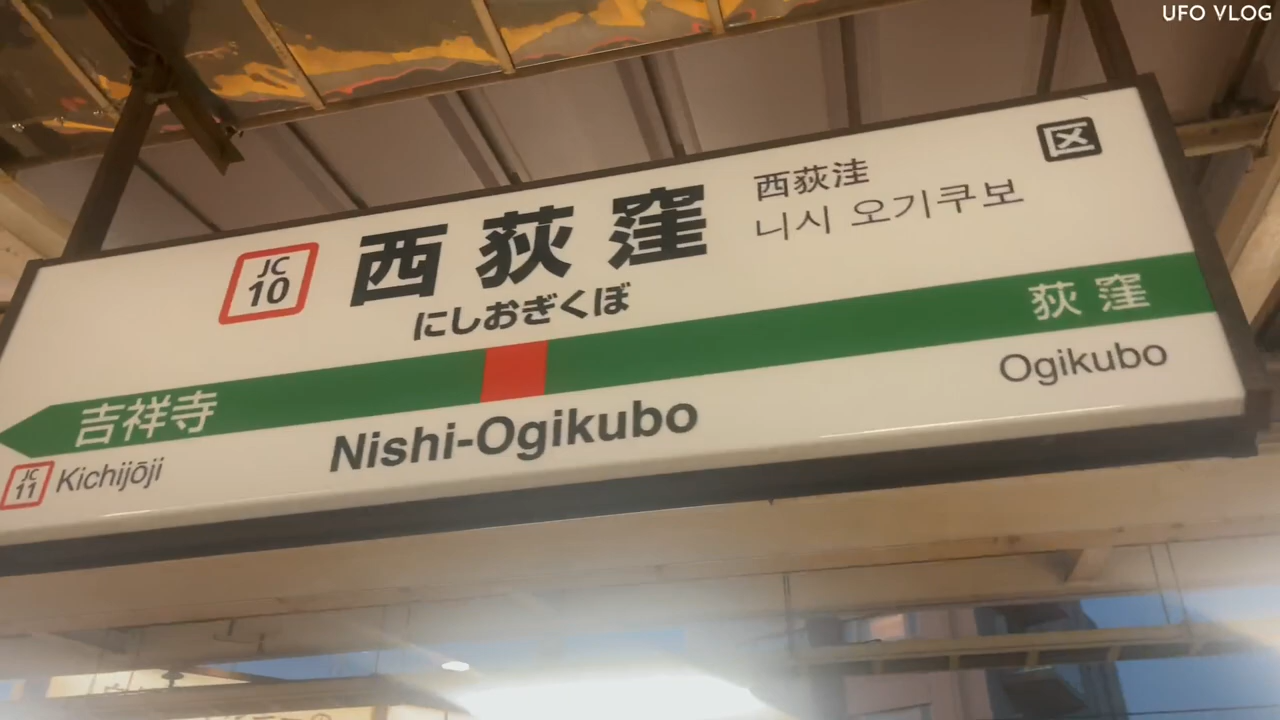 UFO VLOG
区
JC
10
西荻窪
西荻洼
니시 오기쿠보
にしおぎくぼ
吉祥寺
荻窪
JC
11
Kichijōji
Nishi-Ogikubo
Ogikubo